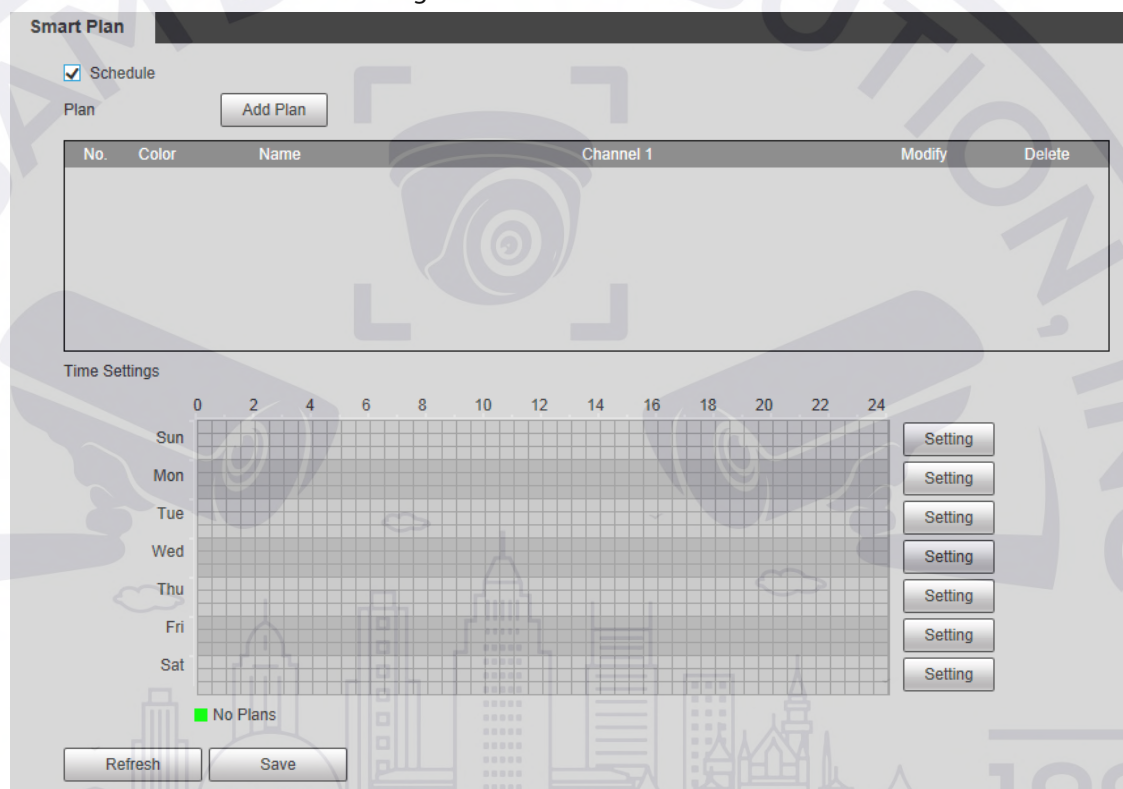 Smart Plan
Schedule
Plan Add Plan
No. Color Name Channel 1 Modify Delete
Time Settings
0 2 4 6 8 10 12 14 16 18 20 22 24
Sun Setting
Mon Setting
Tue Setting
Wed Setting
Thu Setting
Fri Setting
Sat Setting
No Plans
Refresh Save